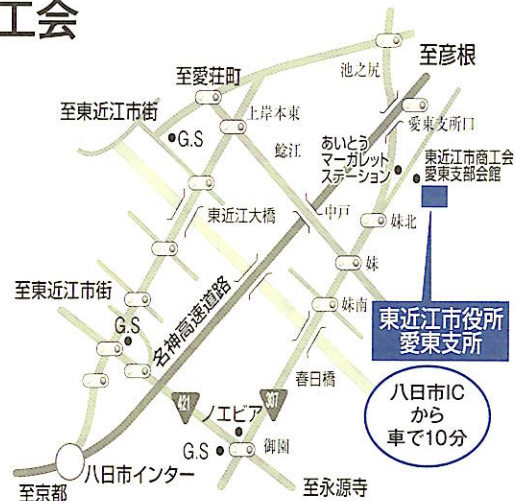 工会
至彦根
池之尻
至愛荘町
上岸本東
至東近江市街
G.S
鯰江
愛東支所口
あいとう
マーガレット
ステーション
東近江市商工会
愛東支部会館
東近江大橋
中戸
妹北
妹
至東近江市街
名神高速道路
妹南
東近江市役所
愛東支所
G.S
春日橋
八日市IC
から
車で10分
421
307
ノエビア
G.S
御園
八日市インター
至京都
至永源寺